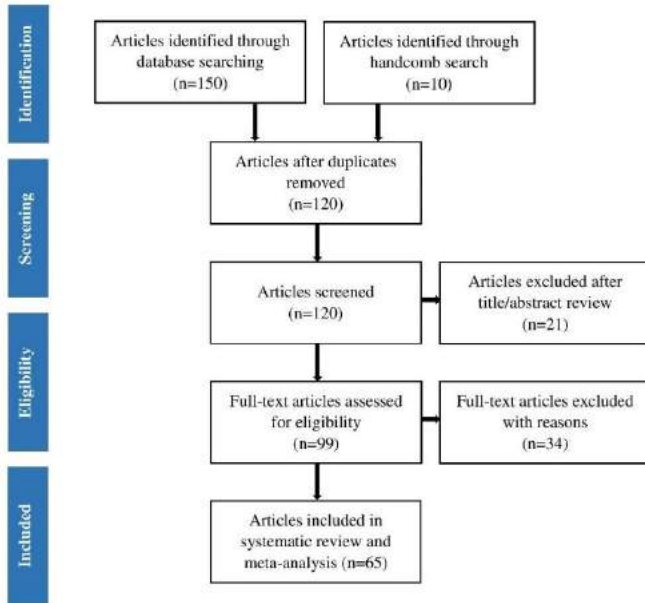 Identification
Articles identified through
database searching
(n=150)
Articles identified through
handcomb search
(n=10)
Screening
Articles after duplicates
removed
(n=120)
Articles screened
(n=120)
Articles excluded after
title/abstract review
(n=21)
Eligibility
Full-text articles assessed
for eligibility
(n=99)
Full-text articles excluded
with reasons
(n=34)
Included
Articles included in
systematic review and
meta-analysis (n=65)